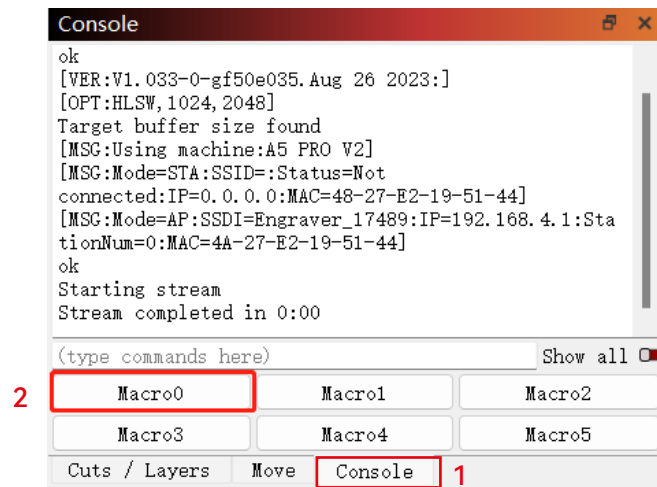 Console
ok
[VER:V1.033-0-gf50e035.Aug 26 2023:]
[OPT:HLSW,1024,2048]
Target buffer size found
[MSG:Using machine:A5 PRO V2]
[MSG:Mode=STA:SSID=:Status=Not
connected:IP=0.0.0.0:MAC=48-27-E2-19-51-44]
[MSG:Mode=AP:SSDI=Engraver_17489:IP=192.168.4.1:Sta
tionNum=0:MAC=4A-27-E2-19-51-44]
ok
Starting stream
Stream completed in 0:00
(type commands here) Show all
2 Macro0 Macro1 Macro2
Macro3 Macro4 Macro5
Cuts / Layers Move Console 1